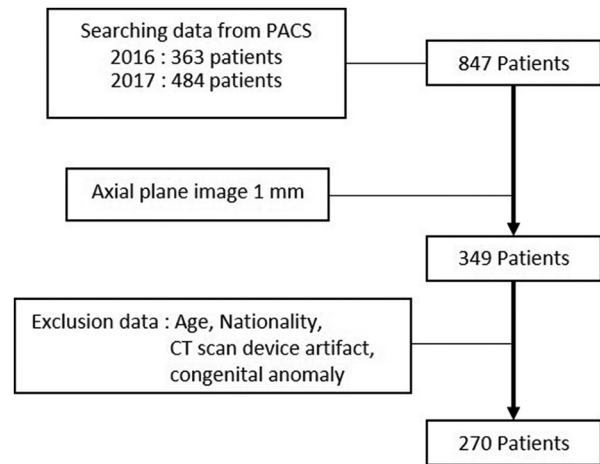 Searching data from PACS
2016 : 363 patients
2017 : 484 patients
847 Patients
Axial plane image 1 mm
349 Patients
Exclusion data : Age, Nationality,
CT scan device artifact,
congenital anomaly
270 Patients